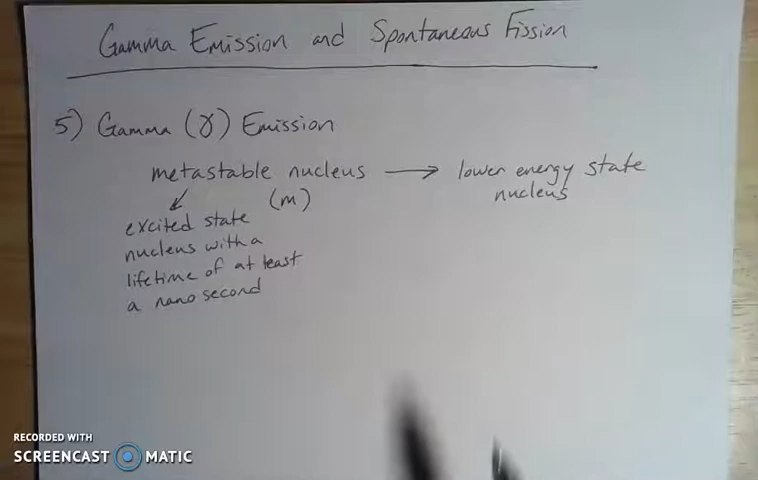 Gamma Emission and Spontaneous Fission
5) Gamma (γ) Emission
metastable nucleus → lower energy state
nucleus
(m)
excited state
nucleus with a
lifetime of at least
a nano second
RECORDED WITH
SCREENCAST MATIC